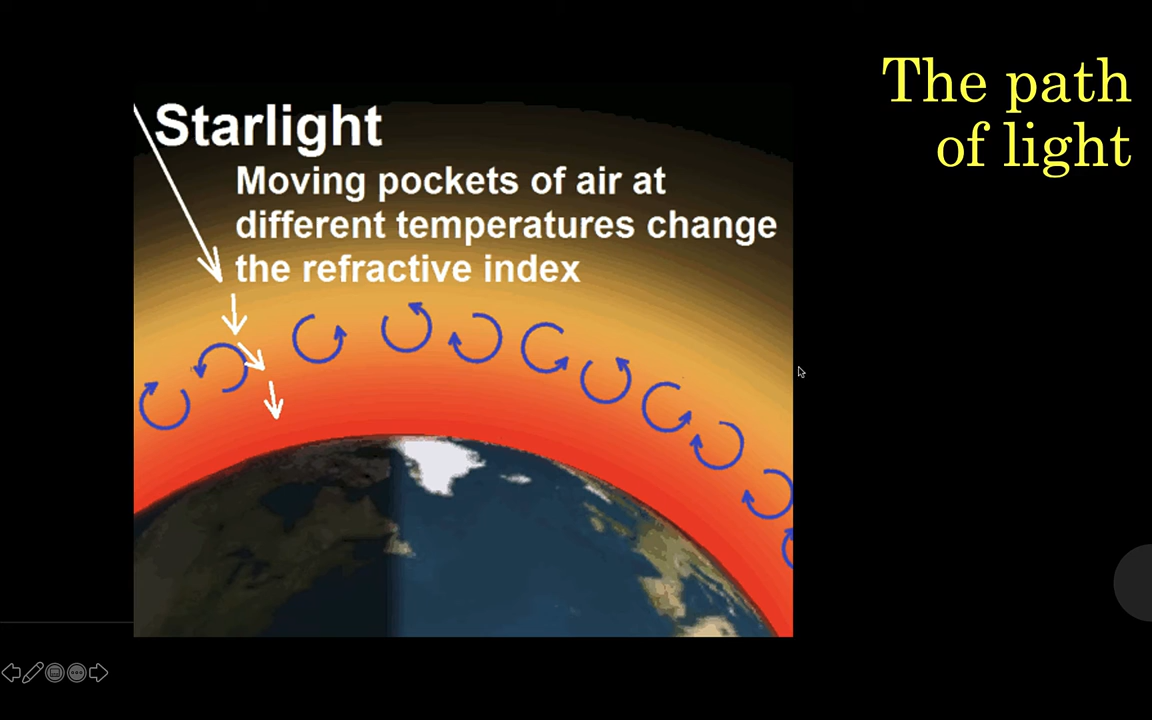 The path
of light
Starlight
Moving pockets of air at
different temperatures change
the refractive index